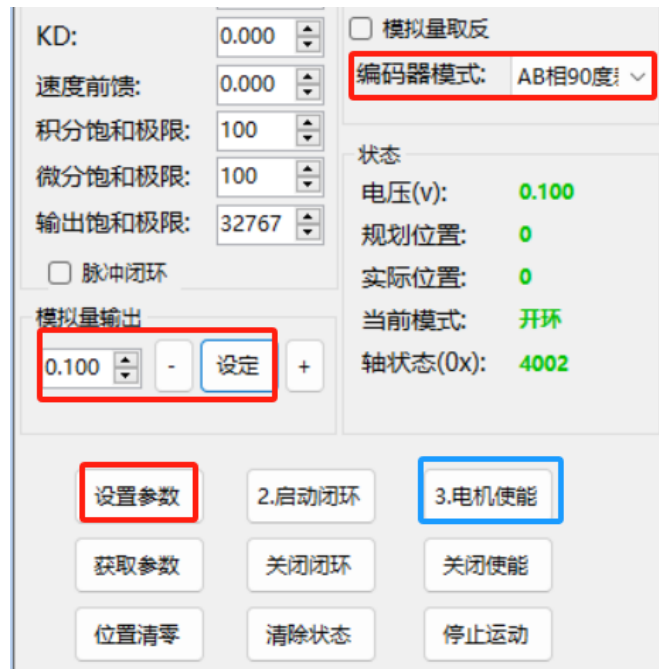 KD: 0.000
速度前馈: 0.000
积分饱和极限: 100
微分饱和极限: 100
输出饱和极限: 32767
脉冲闭环
模拟量输出
0.100 - 设定 +
模拟量取反
编码器模式: AB相90度
状态
电压(v): 0.100
规划位置: 0
实际位置: 0
当前模式: 开环
轴状态(0x): 4002
设置参数 2.启动闭环 3.电机使能
获取参数 关闭闭环 关闭使能
位置清零 清除状态 停止运动